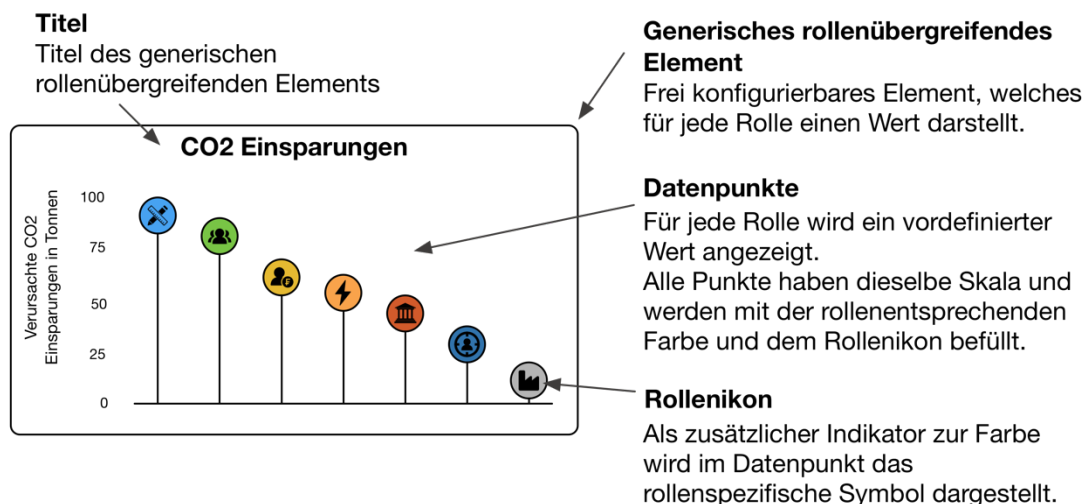 Titel
Titel des generischen
rollenübergreifenden Elements
Generisches rollenübergreifendes
Element
Frei konfigurierbares Element, welches
für jede Rolle einen Wert darstellt.
CO2 Einsparungen
Verursachte CO2
Einsparungen in Tonnen
100
75
50
25
0
Datenpunkte
Für jede Rolle wird ein vordefinierter
Wert angezeigt.
Alle Punkte haben dieselbe Skala und
werden mit der rollenentsprechenden
Farbe und dem Rollenikon befüllt.
Rollenikon
Als zusätzlicher Indikator zur Farbe
wird im Datenpunkt das
rollenspezifische Symbol dargestellt.